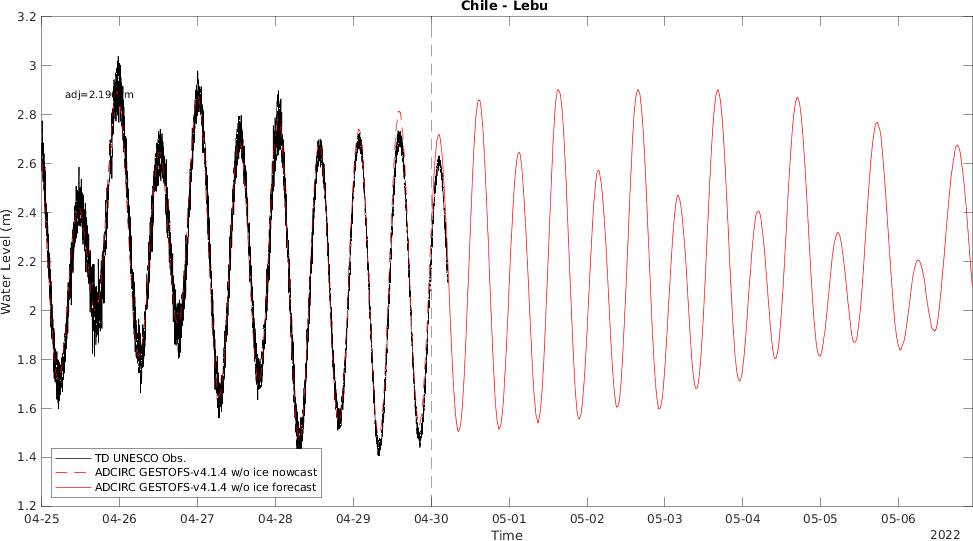 Chile - Lebu
3.2
3
2.8
2.6
2.4
2.2
2
1.8
1.6
1.4
1.2
Water Level (m)
TD UNESCO Obs.
ADCIRC GESTOFS-v4.1.4 w/o ice nowcast
ADCIRC GESTOFS-v4.1.4 w/o ice forecast
04-25 04-26 04-27 04-28 04-29 04-30 05-01 05-02 05-03 05-04 05-05 05-06
Time
2022